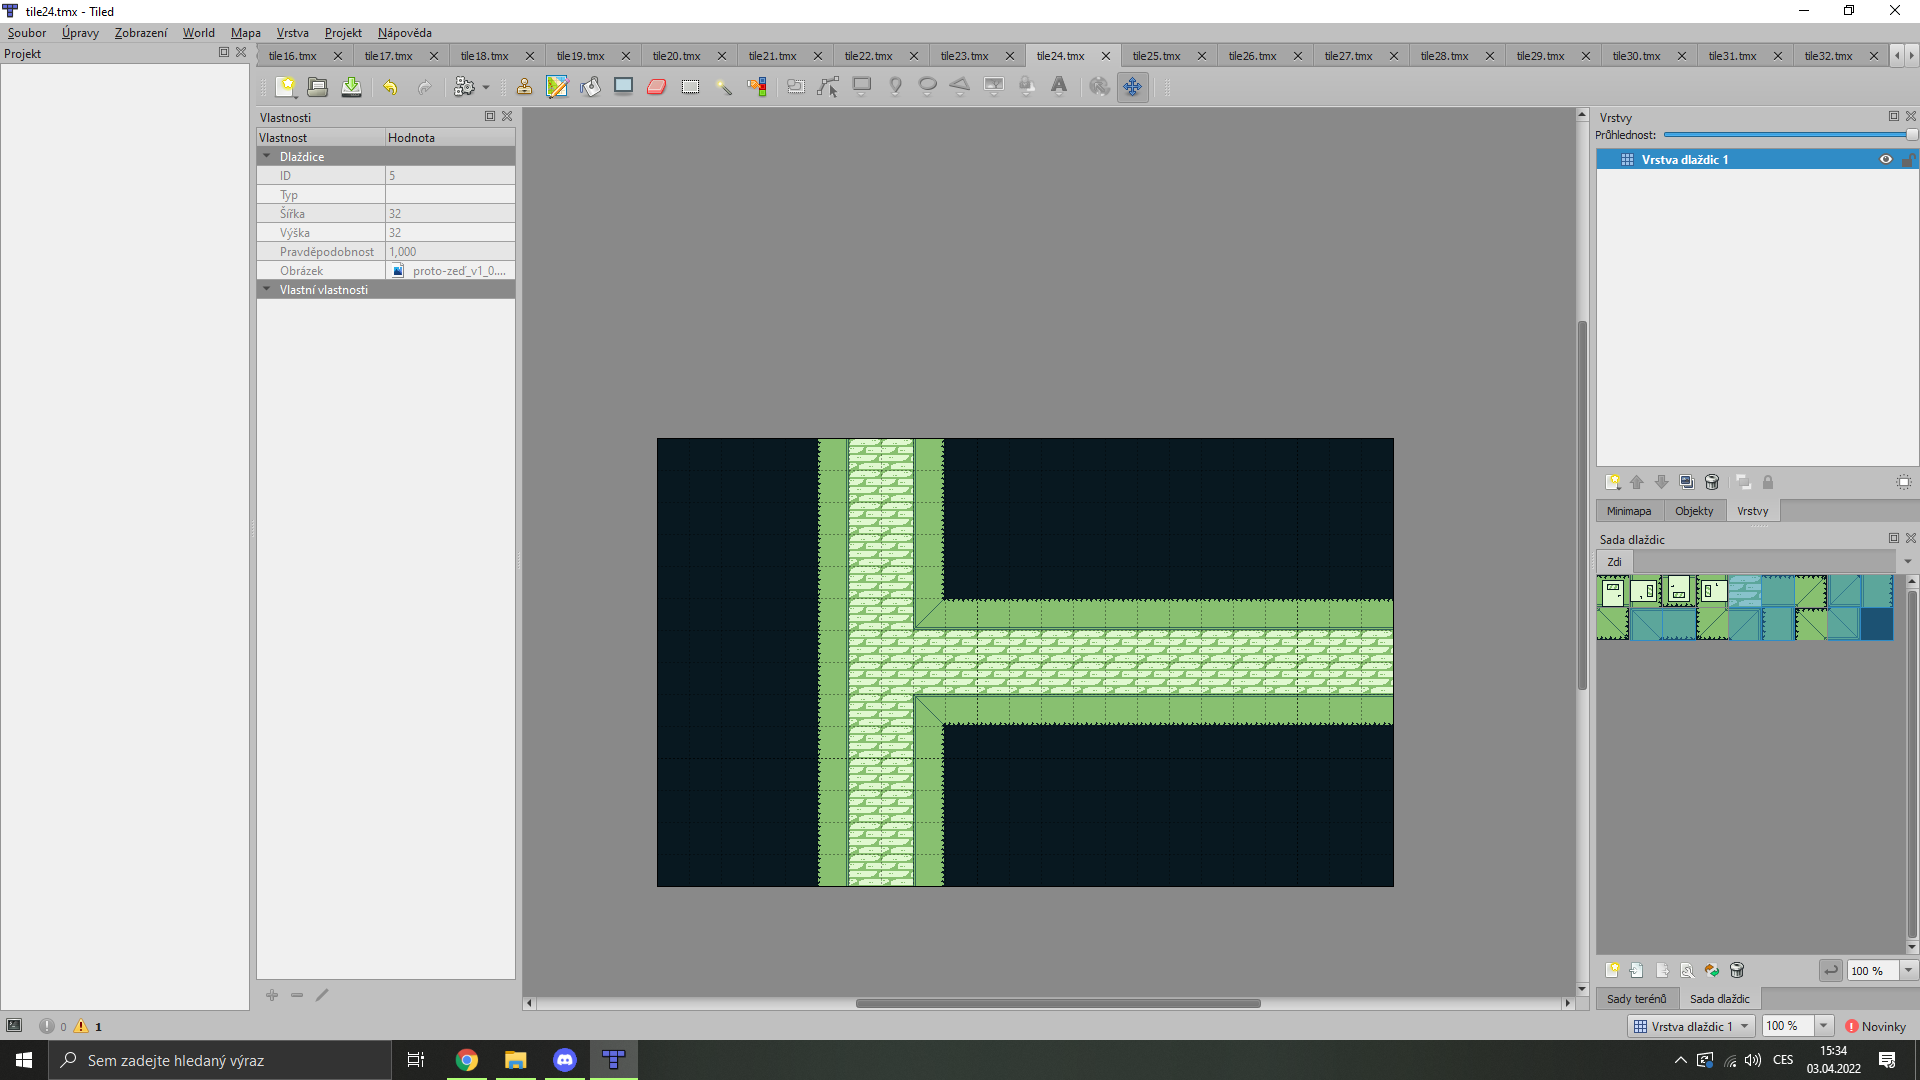 tile24.tmx - Tiled
Soubor Úpravy Zobrazení World Mapa Vrstva Projekt Nápověda
Projekt
tile16.tmx tile17.tmx tile18.tmx tile19.tmx tile20.tmx tile21.tmx tile22.tmx tile23.tmx tile24.tmx tile25.tmx tile26.tmx tile27.tmx tile28.tmx tile29.tmx tile30.tmx tile31.tmx tile32.tmx
Vlastnosti
Vlastnost Hodnota
Dlaždice
ID 5
Typ
Šířka 32
Výška 32
Pravděpodobnost 1,000
Obrázek proto-zeď_v1_0....
Vlastní vlastnosti
Vrstvy
Průhlednost:
Vrstva dlaždic 1
Minimapa Objekty Vrstvy
Sada dlaždic
Zdi
100 %
Sady terénů Sada dlaždic
0 1
Vrstva dlaždic 1 100 % Novinky
Sem zadejte hledaný výraz
CES
15:34
03.04.2022